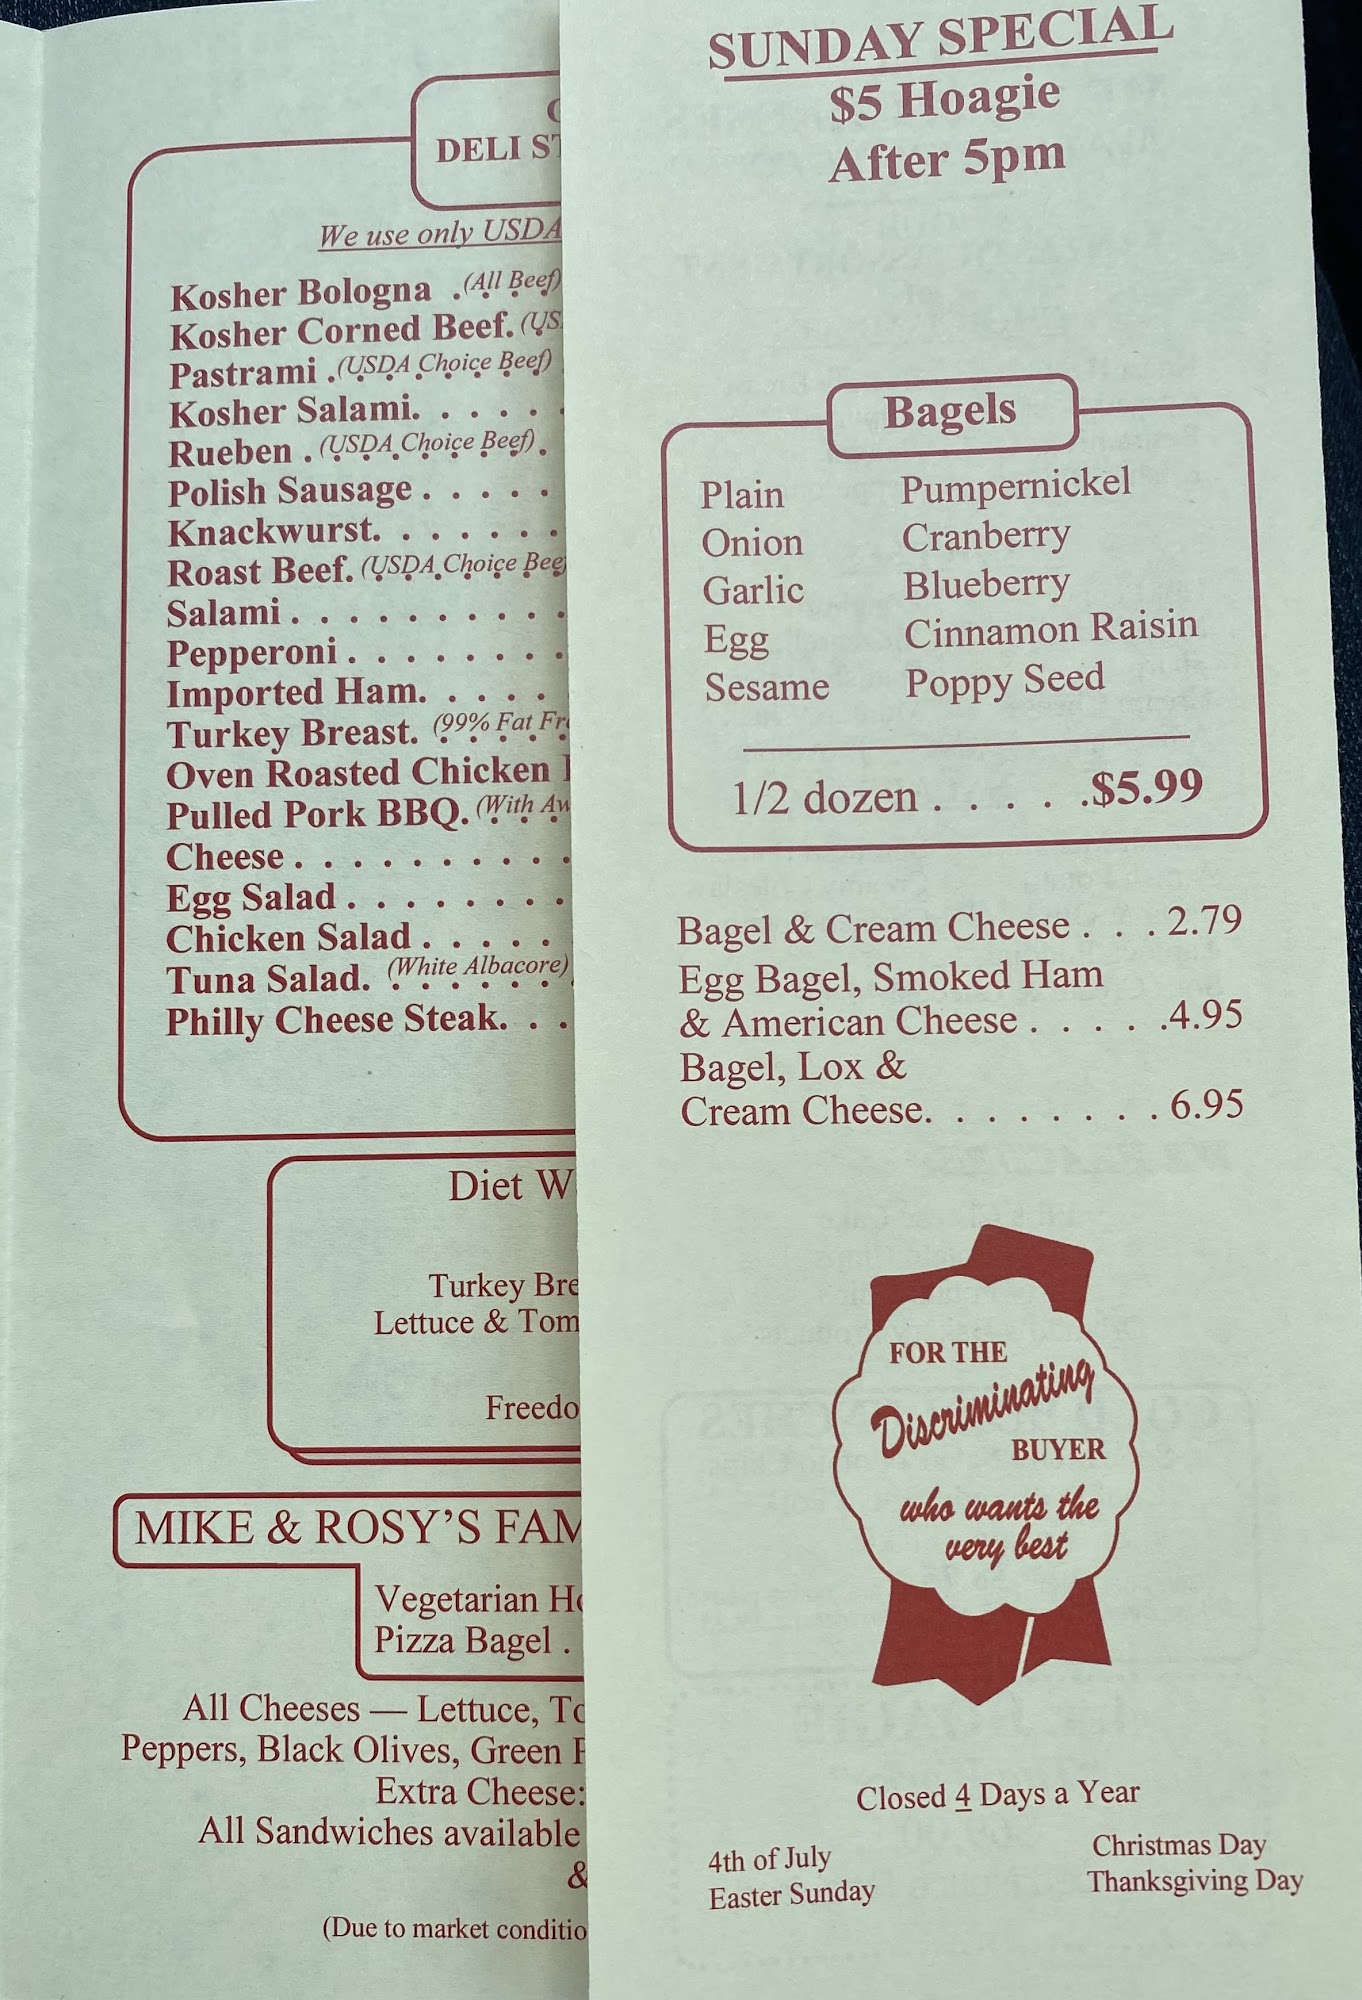 DELI
We use only USDA
Kosher Bologna . (All Beef)
Kosher Corned Beef. (US
Pastrami . (USDA Choice Beef)
Kosher Salami. . . . . .
Rueben . (USDA Choice Beef) .
Polish Sausage . . . . .
Knackwurst. . . . . . .
Roast Beef. (USDA Choice Bee
Salami . . . . . . . . . .
Pepperoni . . . . . . . .
Imported Ham. . . . .
Turkey Breast. (99% Fat Fr
Oven Roasted Chicken
Pulled Pork BBQ. (With Aw
Cheese . . . . . . . . . .
Egg Salad . . . . . . . .
Chicken Salad . . . . .
Tuna Salad. (White Albacore)
Philly Cheese Steak. . .
Diet W
Turkey Bre
Lettuce & Tom
Freedo
MIKE & ROSY'S FAM
Vegetarian Ho
Pizza Bagel .
All Cheeses — Lettuce, To
Peppers, Black Olives, Green
Extra Cheese:
All Sandwiches available
&
(Due to market conditio
SUNDAY SPECIAL
$5 Hoagie
After 5pm
Bagels
Plain Pumpernickel
Onion Cranberry
Garlic Blueberry
Egg Cinnamon Raisin
Sesame Poppy Seed
1/2 dozen . . . . . .$5.99
Bagel & Cream Cheese . . . 2.79
Egg Bagel, Smoked Ham
& American Cheese . . . . . .4.95
Bagel, Lox &
Cream Cheese. . . . . . . . . 6.95
FOR THE
Discriminating
BUYER
who wants the
very best
Closed 4 Days a Year
4th of July Christmas Day
Easter Sunday Thanksgiving Day